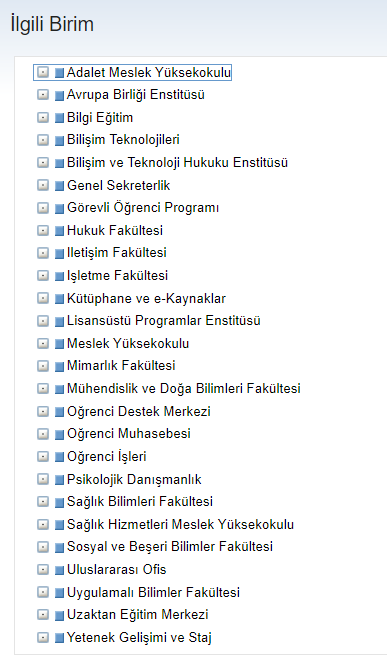 İlgili Birim
Adalet Meslek Yüksekokulu
Avrupa Birliği Enstitüsü
Bilgi Eğitim
Bilişim Teknolojileri
Bilişim ve Teknoloji Hukuku Enstitüsü
Genel Sekreterlik
Görevli Öğrenci Programı
Hukuk Fakültesi
Iletişim Fakültesi
Işletme Fakültesi
Kütüphane ve e-Kaynaklar
Lisansüstü Programlar Enstitüsü
Meslek Yüksekokulu
Mimarlık Fakültesi
Mühendislik ve Doğa Bilimleri Fakültesi
Öğrenci Destek Merkezi
Öğrenci Muhasebesi
Öğrenci İşleri
Psikolojik Danışmanlık
Sağlık Bilimleri Fakültesi
Sağlık Hizmetleri Meslek Yüksekokulu
Sosyal ve Beşeri Bilimler Fakültesi
Uluslararası Ofis
Uygulamalı Bilimler Fakültesi
Uzaktan Eğitim Merkezi
Yetenek Gelişimi ve Staj